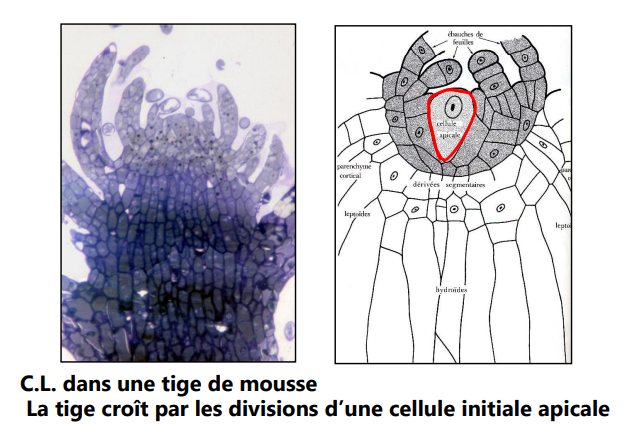 ébauches de
feuilles
cellule
apicale
parenchyme
cortical
dérivées segmentaires
leptoïdes
hydroïdes
C.L. dans une tige de mousse
La tige croît par les divisions d’une cellule initiale apicale